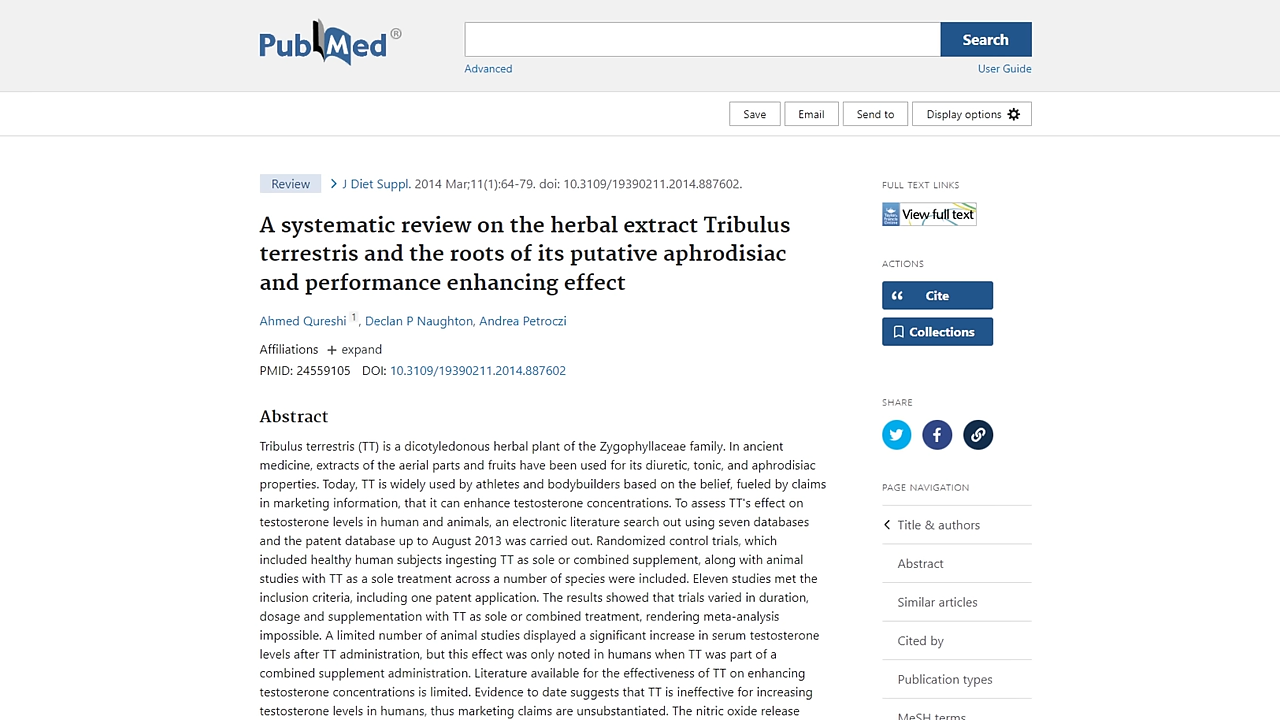 PubMed®
Search
Advanced
User Guide
Save
Email
Send to
Display options
Review
J Diet Suppl. 2014 Mar;11(1):64-79. doi: 10.3109/19390211.2014.887602.
A systematic review on the herbal extract Tribulus
terrestris and the roots of its putative aphrodisiac
and performance enhancing effect
Ahmed Qureshi 1, Declan P Naughton, Andrea Petroczi
Affiliations + expand
PMID: 24559105 DOI: 10.3109/19390211.2014.887602
Abstract
Tribulus terrestris (TT) is a dicotyledonous herbal plant of the Zygophyllaceae family. In ancient
medicine, extracts of the aerial parts and fruits have been used for its diuretic, tonic, and aphrodisiac
properties. Today, TT is widely used by athletes and bodybuilders based on the belief, fueled by claims
in marketing information, that it can enhance testosterone concentrations. To assess TT's effect on
testosterone levels in human and animals, an electronic literature search out using seven databases
and the patent database up to August 2013 was carried out. Randomized control trials, which
included healthy human subjects ingesting TT as sole or combined supplement, along with animal
studies with TT as a sole treatment across a number of species were included. Eleven studies met the
inclusion criteria, including one patent application. The results showed that trials varied in duration,
dosage and supplementation with TT as sole or combined treatment, rendering meta-analysis
impossible. A limited number of animal studies displayed a significant increase in serum testosterone
levels after TT administration, but this effect was only noted in humans when TT was part of a
combined supplement administration. Literature available for the effectiveness of TT on enhancing
testosterone concentrations is limited. Evidence to date suggests that TT is ineffective for increasing
testosterone levels in humans, thus marketing claims are unsubstantiated. The nitric oxide release
FULL TEXT LINKS
View full text
ACTIONS
Cite
Collections
SHARE
PAGE NAVIGATION
Title & authors
Abstract
Similar articles
Cited by
Publication types
MeSH terms